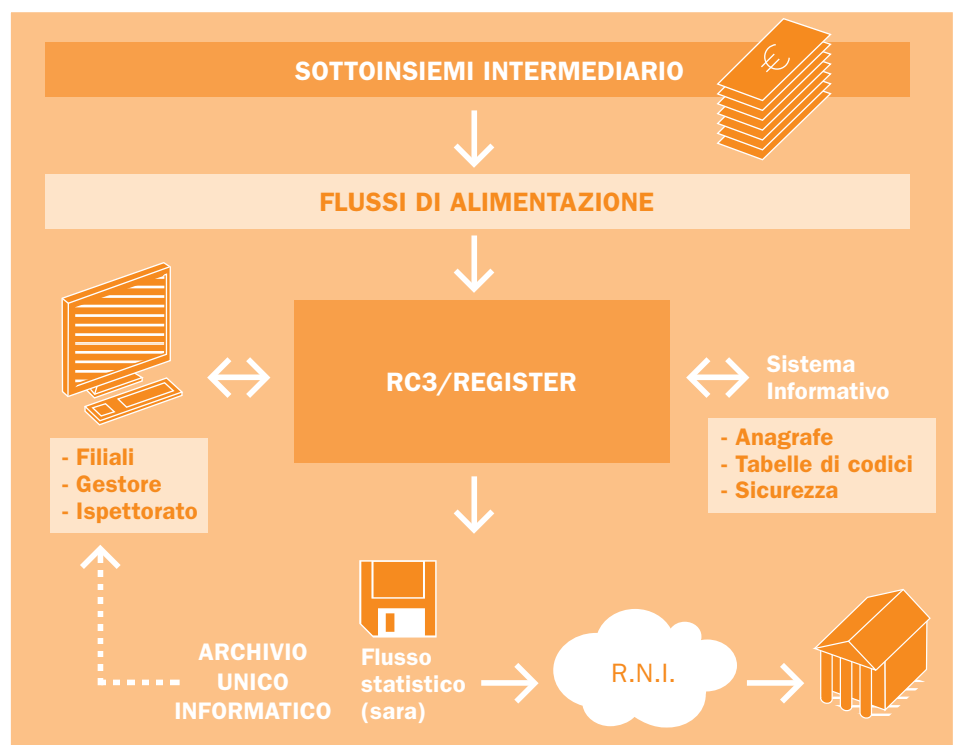 SOTTOINSIEMI INTERMEDIARIO
€
FLUSSI DI ALIMENTAZIONE
RC3/REGISTER
Sistema
Informativo
- Filiali
- Gestore
- Ispettorato
- Anagrafe
- Tabelle di codici
- Sicurezza
ARCHIVIO
UNICO
INFORMATICO
Flusso
statistico
(sara)
R.N.I.